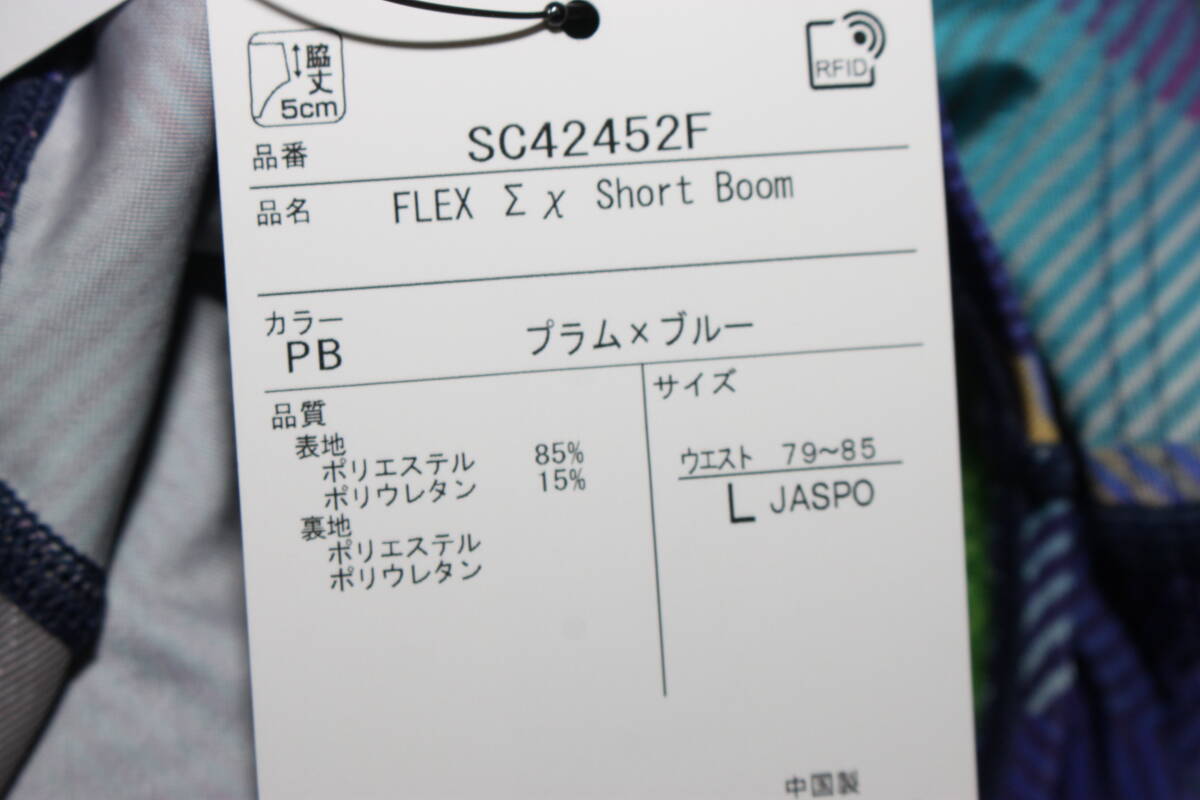 脇
丈
5cm
RFID
品番 SC42452F
品名 FLEX Σχ Short Boom
カラー
PB プラム×ブルー
品質
表地
ポリエステル 85%
ポリウレタン 15%
裏地
ポリエステル
ポリウレタン
サイズ
ウエスト 79~85
L JASPO
中国製